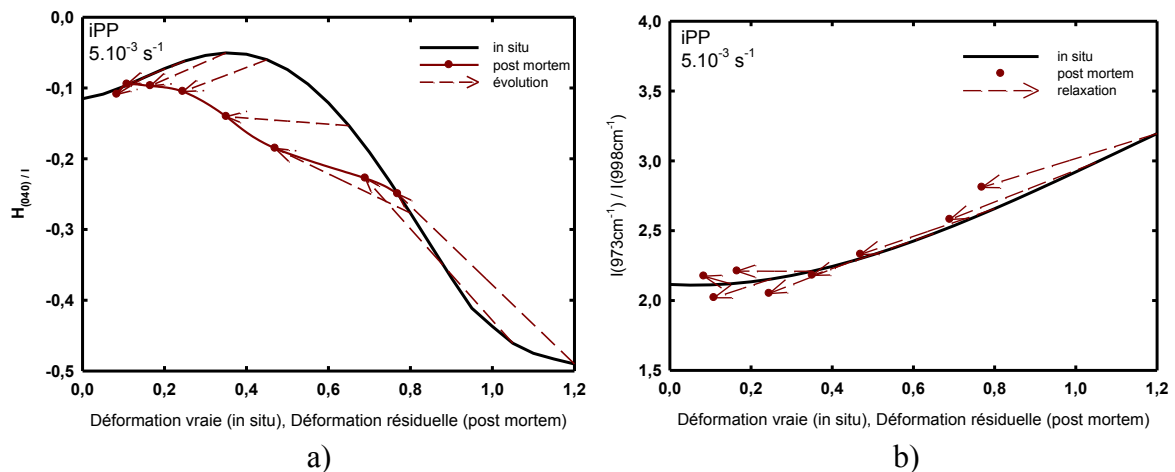 iPP
5.10⁻³ s⁻¹
in situ
post mortem
évolution
0,0
-0,1
-0,2
-0,3
-0,4
-0,5
H(040) / l
0,0 0,2 0,4 0,6 0,8 1,0 1,2
Déformation vraie (in situ), Déformation résiduelle (post mortem)
a)
iPP
5.10⁻³ s⁻¹
in situ
post mortem
relaxation
4,0
3,5
3,0
2,5
2,0
1,5
I(973cm⁻¹) / I(998cm⁻¹)
0,0 0,2 0,4 0,6 0,8 1,0 1,2
Déformation vraie (in situ), Déformation résiduelle (post mortem)
b)